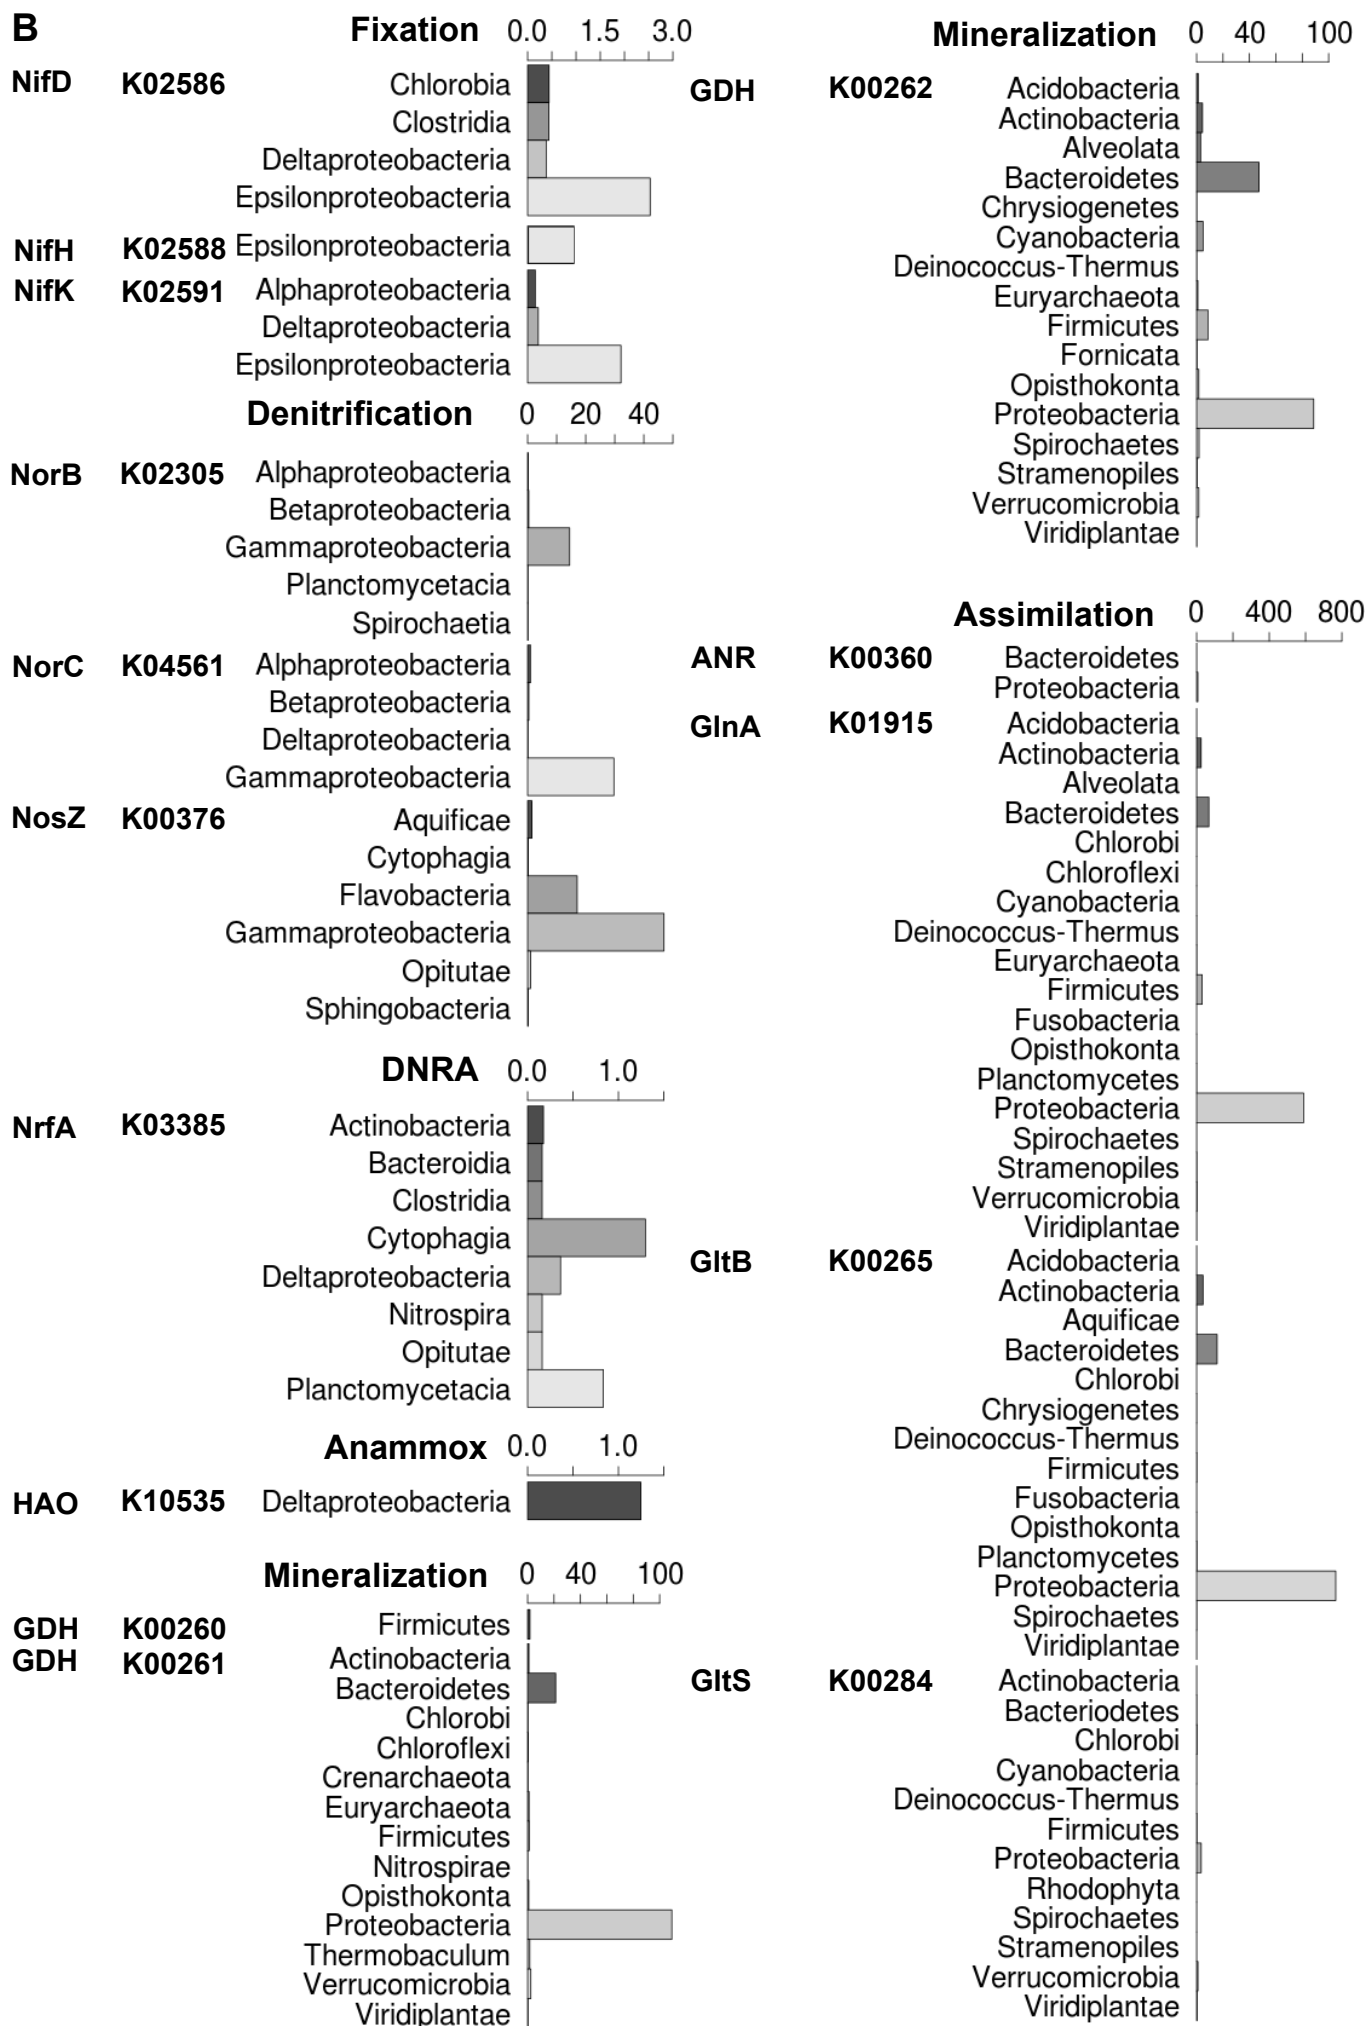 B
Fixation 0.0 1.5 3.0
NifD K02586 Chlorobia
Clostridia
Deltaproteobacteria
Epsilonproteobacteria
NifH K02588 Epsilonproteobacteria
NifK K02591 Alphaproteobacteria
Deltaproteobacteria
Epsilonproteobacteria
Denitrification 0 20 40
NorB K02305 Alphaproteobacteria
Betaproteobacteria
Gammaproteobacteria
Planctomycetacia
Spirochaetia
NorC K04561 Alphaproteobacteria
Betaproteobacteria
Deltaproteobacteria
Gammaproteobacteria
NosZ K00376 Aquificae
Cytophagia
Flavobacteria
Gammaproteobacteria
Opitutae
Sphingobacteria
DNRA 0.0 1.0
NrfA K03385 Actinobacteria
Bacteroidia
Clostridia
Cytophagia
Deltaproteobacteria
Nitrospira
Opitutae
Planctomycetacia
Anammox 0.0 1.0
HAO K10535 Deltaproteobacteria
Mineralization 0 40 100
GDH K00260 Firmicutes
GDH K00261 Actinobacteria
Bacteroidetes
Chlorobi
Chloroflexi
Crenarchaeota
Euryarchaeota
Firmicutes
Nitrospirae
Opisthokonta
Proteobacteria
Thermobaculum
Verrucomicrobia
Viridiplantae
Mineralization 0 40 100
GDH K00262 Acidobacteria
Actinobacteria
Alveolata
Bacteroidetes
Chrysiogenetes
Cyanobacteria
Deinococcus-Thermus
Euryarchaeota
Firmicutes
Fornicata
Opisthokonta
Proteobacteria
Spirochaetes
Stramenopiles
Verrucomicrobia
Viridiplantae
Assimilation 0 400 800
ANR K00360 Bacteroidetes
Proteobacteria
GlnA K01915 Acidobacteria
Actinobacteria
Alveolata
Bacteroidetes
Chlorobi
Chloroflexi
Cyanobacteria
Deinococcus-Thermus
Euryarchaeota
Firmicutes
Fusobacteria
Opisthokonta
Planctomycetes
Proteobacteria
Spirochaetes
Stramenopiles
Verrucomicrobia
Viridiplantae
GltB K00265 Acidobacteria
Actinobacteria
Aquificae
Bacteroidetes
Chlorobi
Chrysiogenetes
Deinococcus-Thermus
Firmicutes
Fusobacteria
Opisthokonta
Planctomycetes
Proteobacteria
Spirochaetes
Viridiplantae
GltS K00284 Actinobacteria
Bacteriodetes
Chlorobi
Cyanobacteria
Deinococcus-Thermus
Firmicutes
Proteobacteria
Rhodophyta
Spirochaetes
Stramenopiles
Verrucomicrobia
Viridiplantae